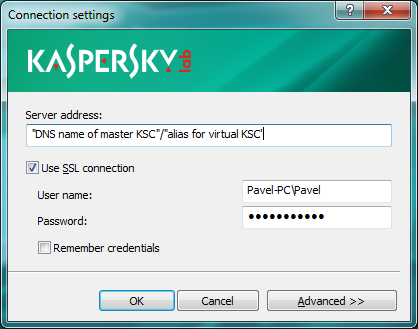 Connection settings
KASPERSKY lab
Server address:
"DNS name of master KSC"/"alias for virtual KSC"
Use SSL connection
User name:
Pavel-PC\Pavel
Password:
●●●●●●●●●●●
Remember credentials
OK
Cancel
Advanced >>